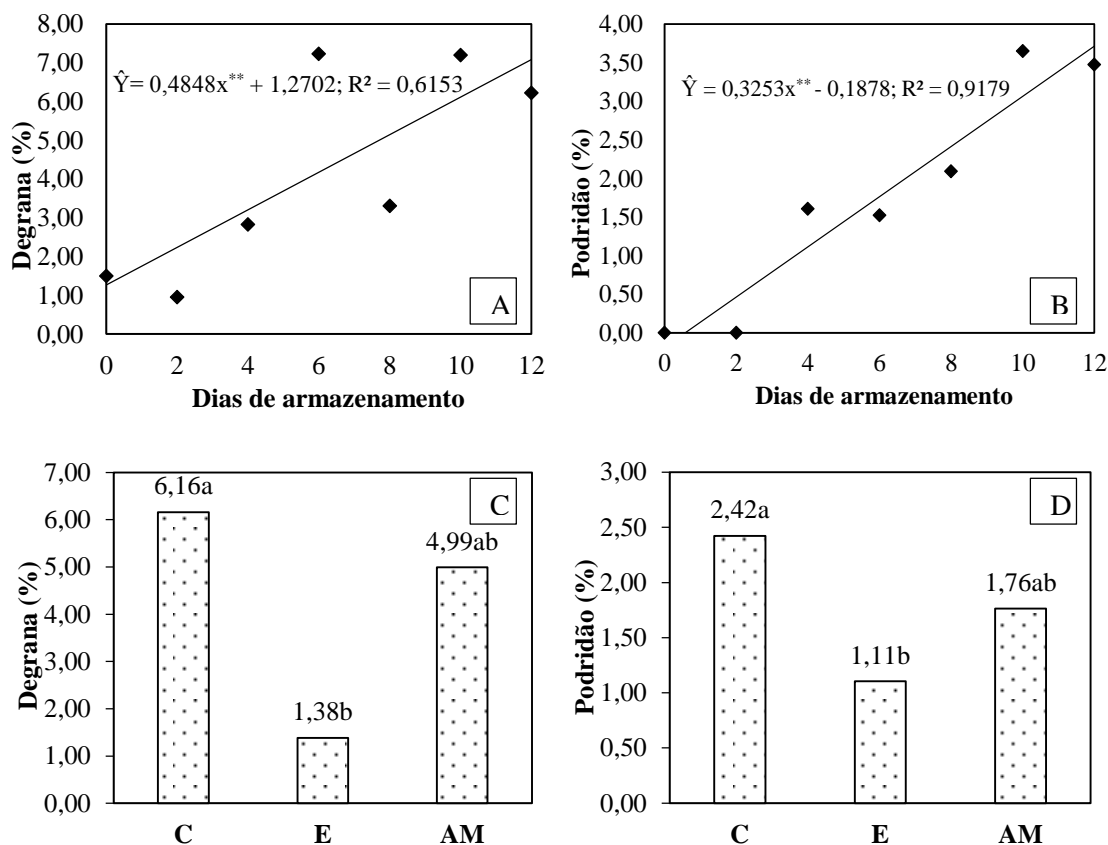 8,00
7,00
6,00
5,00
4,00
3,00
2,00
1,00
0,00
Degrana (%)
Ŷ= 0,4848x** + 1,2702; R² = 0,6153
A
0 2 4 6 8 10 12
Dias de armazenamento
4,00
3,50
3,00
2,50
2,00
1,50
1,00
0,50
0,00
Podridão (%)
Ŷ = 0,3253x** - 0,1878; R² = 0,9179
B
0 2 4 6 8 10 12
Dias de armazenamento
7,00
6,00
5,00
4,00
3,00
2,00
1,00
0,00
Degrana (%)
6,16a
1,38b
4,99ab
C
C E AM
3,00
2,50
2,00
1,50
1,00
0,50
0,00
Podridão (%)
2,42a
1,11b
1,76ab
D
C E AM